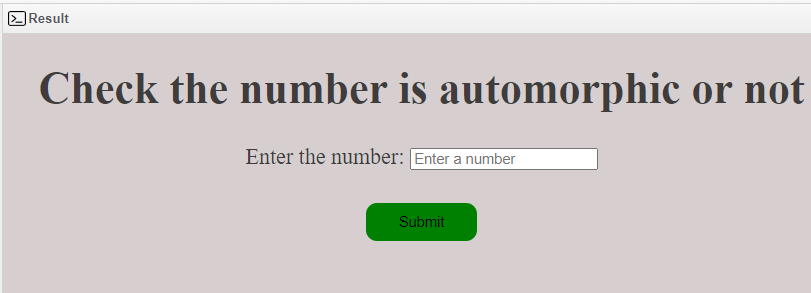 Result
Check the number is automorphic or not
Enter the number: Enter a number
Submit